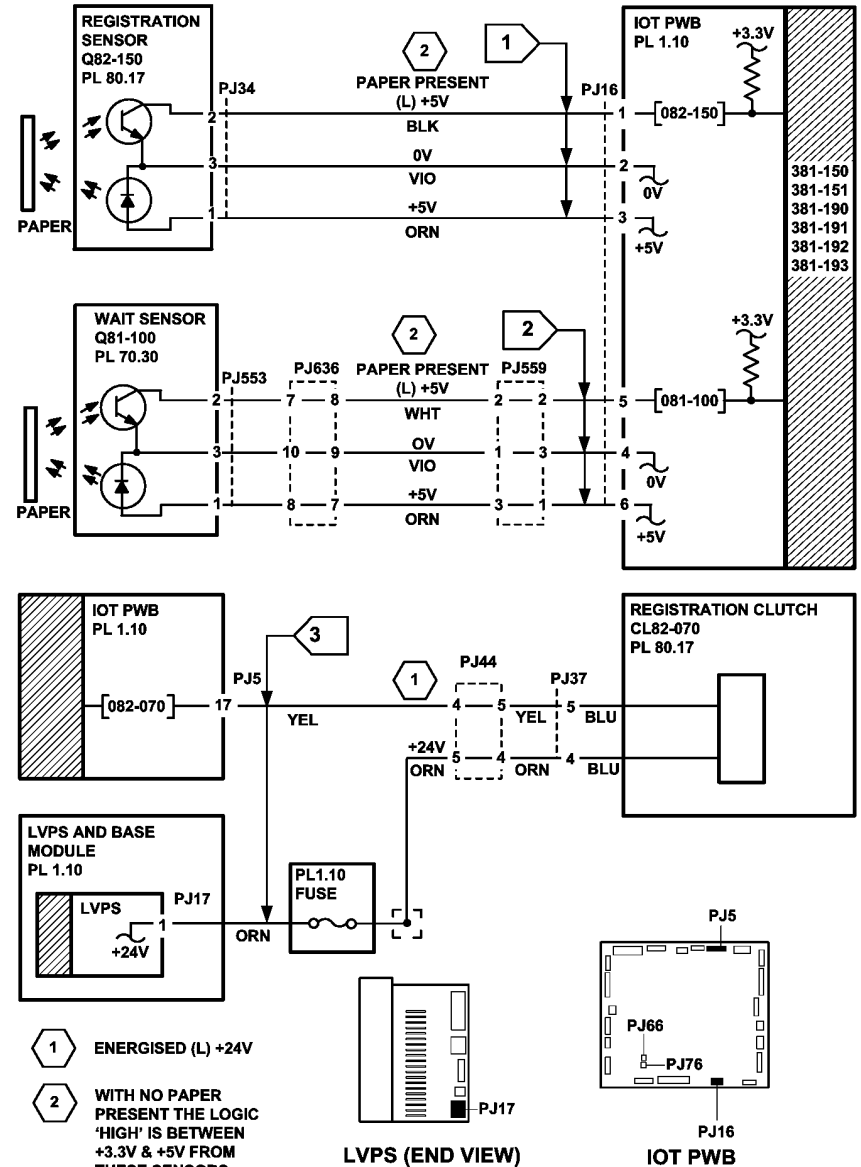 REGISTRATION
SENSOR
Q82-150
PL 80.17
PJ34
2
1
PAPER PRESENT
(L) +5V
BLK
0V
VIO
+5V
ORN
2
3
1
PAPER
PJ16
IOT PWB
PL 1.10
+3.3V
1
[082-150]
2
0V
3
+5V
381-150
381-151
381-190
381-191
381-192
381-193
WAIT SENSOR
Q81-100
PL 70.30
PJ553
PJ636
2
2
PAPER PRESENT
(L) +5V
PJ559
+3.3V
2
7
8
WHT
2
2
5
[081-100]
3
10
9
OV
VIO
1
3
4
0V
1
8
7
+5V
ORN
3
1
6
+5V
PAPER
IOT PWB
PL 1.10
3
PJ5
[082-070]
17
YEL
1
PJ44
PJ37
4
5
YEL
5
BLU
+24V
ORN
5
4
ORN
4
BLU
REGISTRATION CLUTCH
CL82-070
PL 80.17
LVPS AND BASE
MODULE
PL 1.10
LVPS
PJ17
1
+24V
ORN
PL1.10
FUSE
1
ENERGISED (L) +24V
2
WITH NO PAPER
PRESENT THE LOGIC
‘HIGH’ IS BETWEEN
+3.3V & +5V FROM
THESE SENSORS
PJ17
LVPS (END VIEW)
PJ5
PJ66
PJ76
PJ16
IOT PWB